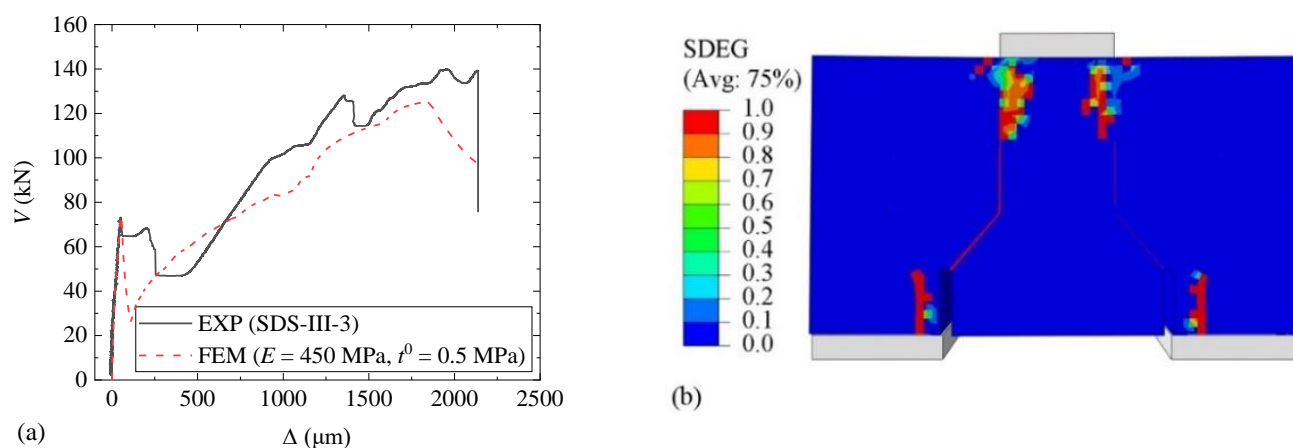 160
140
120
100
80
60
40
20
0
V (kN)
EXP (SDS-III-3)
FEM (E = 450 MPa, t⁰ = 0.5 MPa)
0 500 1000 1500 2000 2500
(a)
Δ (μm)
SDEG
(Avg: 75%)
1.0
0.9
0.8
0.7
0.6
0.5
0.4
0.3
0.2
0.1
0.0
(b)